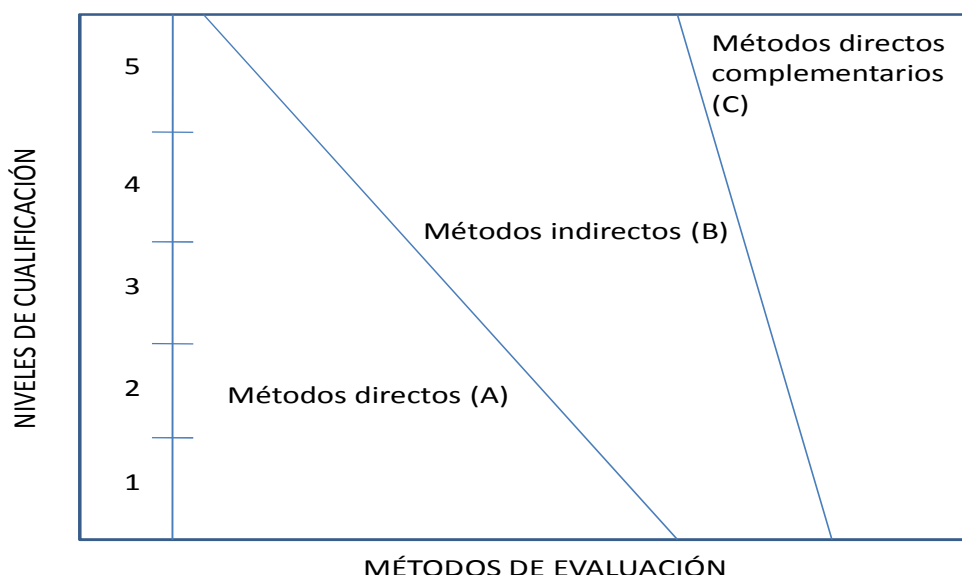 NIVELES DE CUALIFICACIÓN
5
4
3
2
1
Métodos directos
complementarios
(C)
Métodos indirectos (B)
Métodos directos (A)
MÉTODOS DE EVALUACIÓN